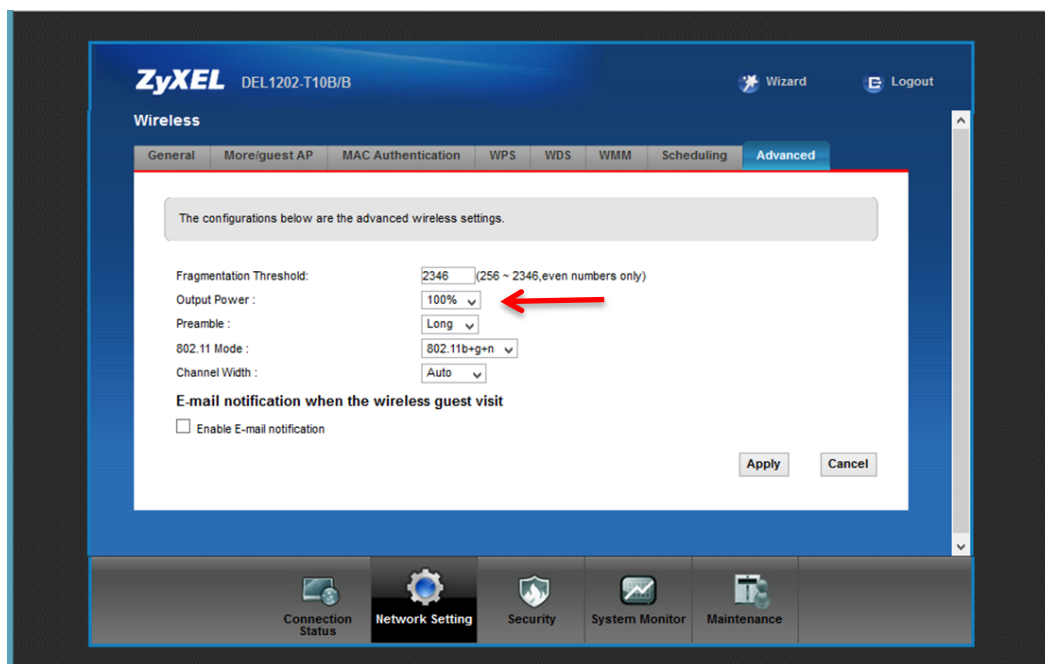 ZyXEL DEL1202-T10B/B Wizard Logout
Wireless
General More/guest AP MAC Authentication WPS WDS WMM Scheduling Advanced
The configurations below are the advanced wireless settings.
Fragmentation Threshold: 2346 (256 ~ 2346,even numbers only)
Output Power : 100%
Preamble : Long
802.11 Mode : 802.11b+g+n
Channel Width : Auto
E-mail notification when the wireless guest visit
Enable E-mail notification
Apply Cancel
Connection Status Network Setting Security System Monitor Maintenance